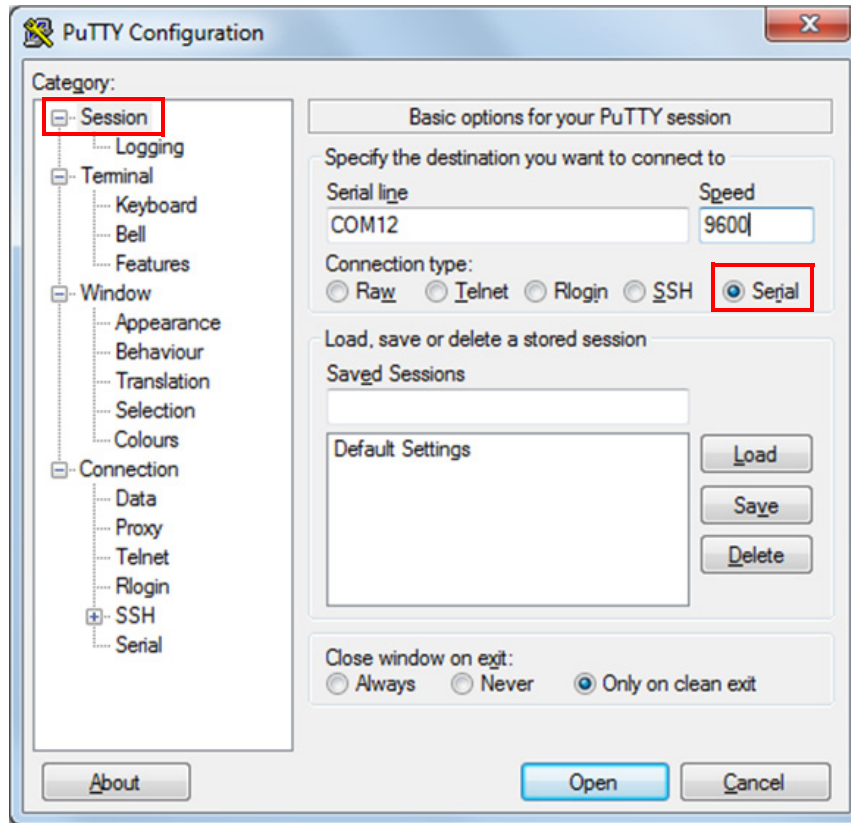 PuTTY Configuration
Category:
Session
Logging
Terminal
Keyboard
Bell
Features
Window
Appearance
Behaviour
Translation
Selection
Colours
Connection
Data
Proxy
Telnet
Rlogin
SSH
Serial
Basic options for your PuTTY session
Specify the destination you want to connect to
Serial line Speed
COM12 9600
Connection type:
Raw Telnet Rlogin SSH Serial
Load, save or delete a stored session
Saved Sessions
Default Settings
Load
Save
Delete
Close window on exit:
Always Never Only on clean exit
About Open Cancel